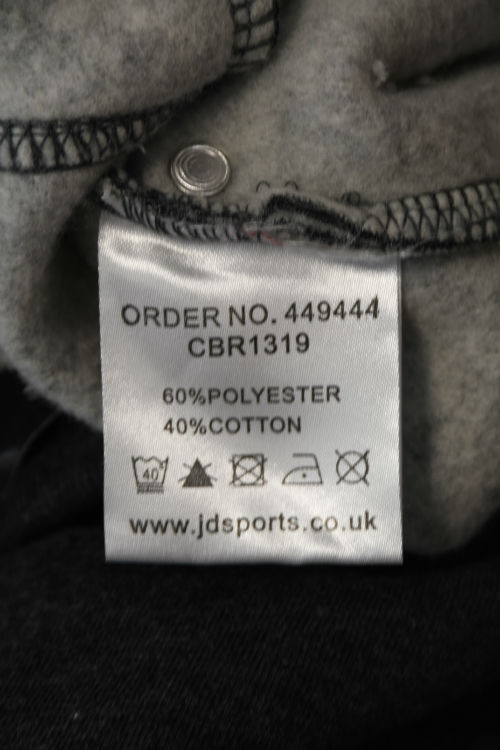 ORDER NO. 449444
CBR1319
60%POLYESTER
40%COTTON
40°
www.jdsports.co.uk